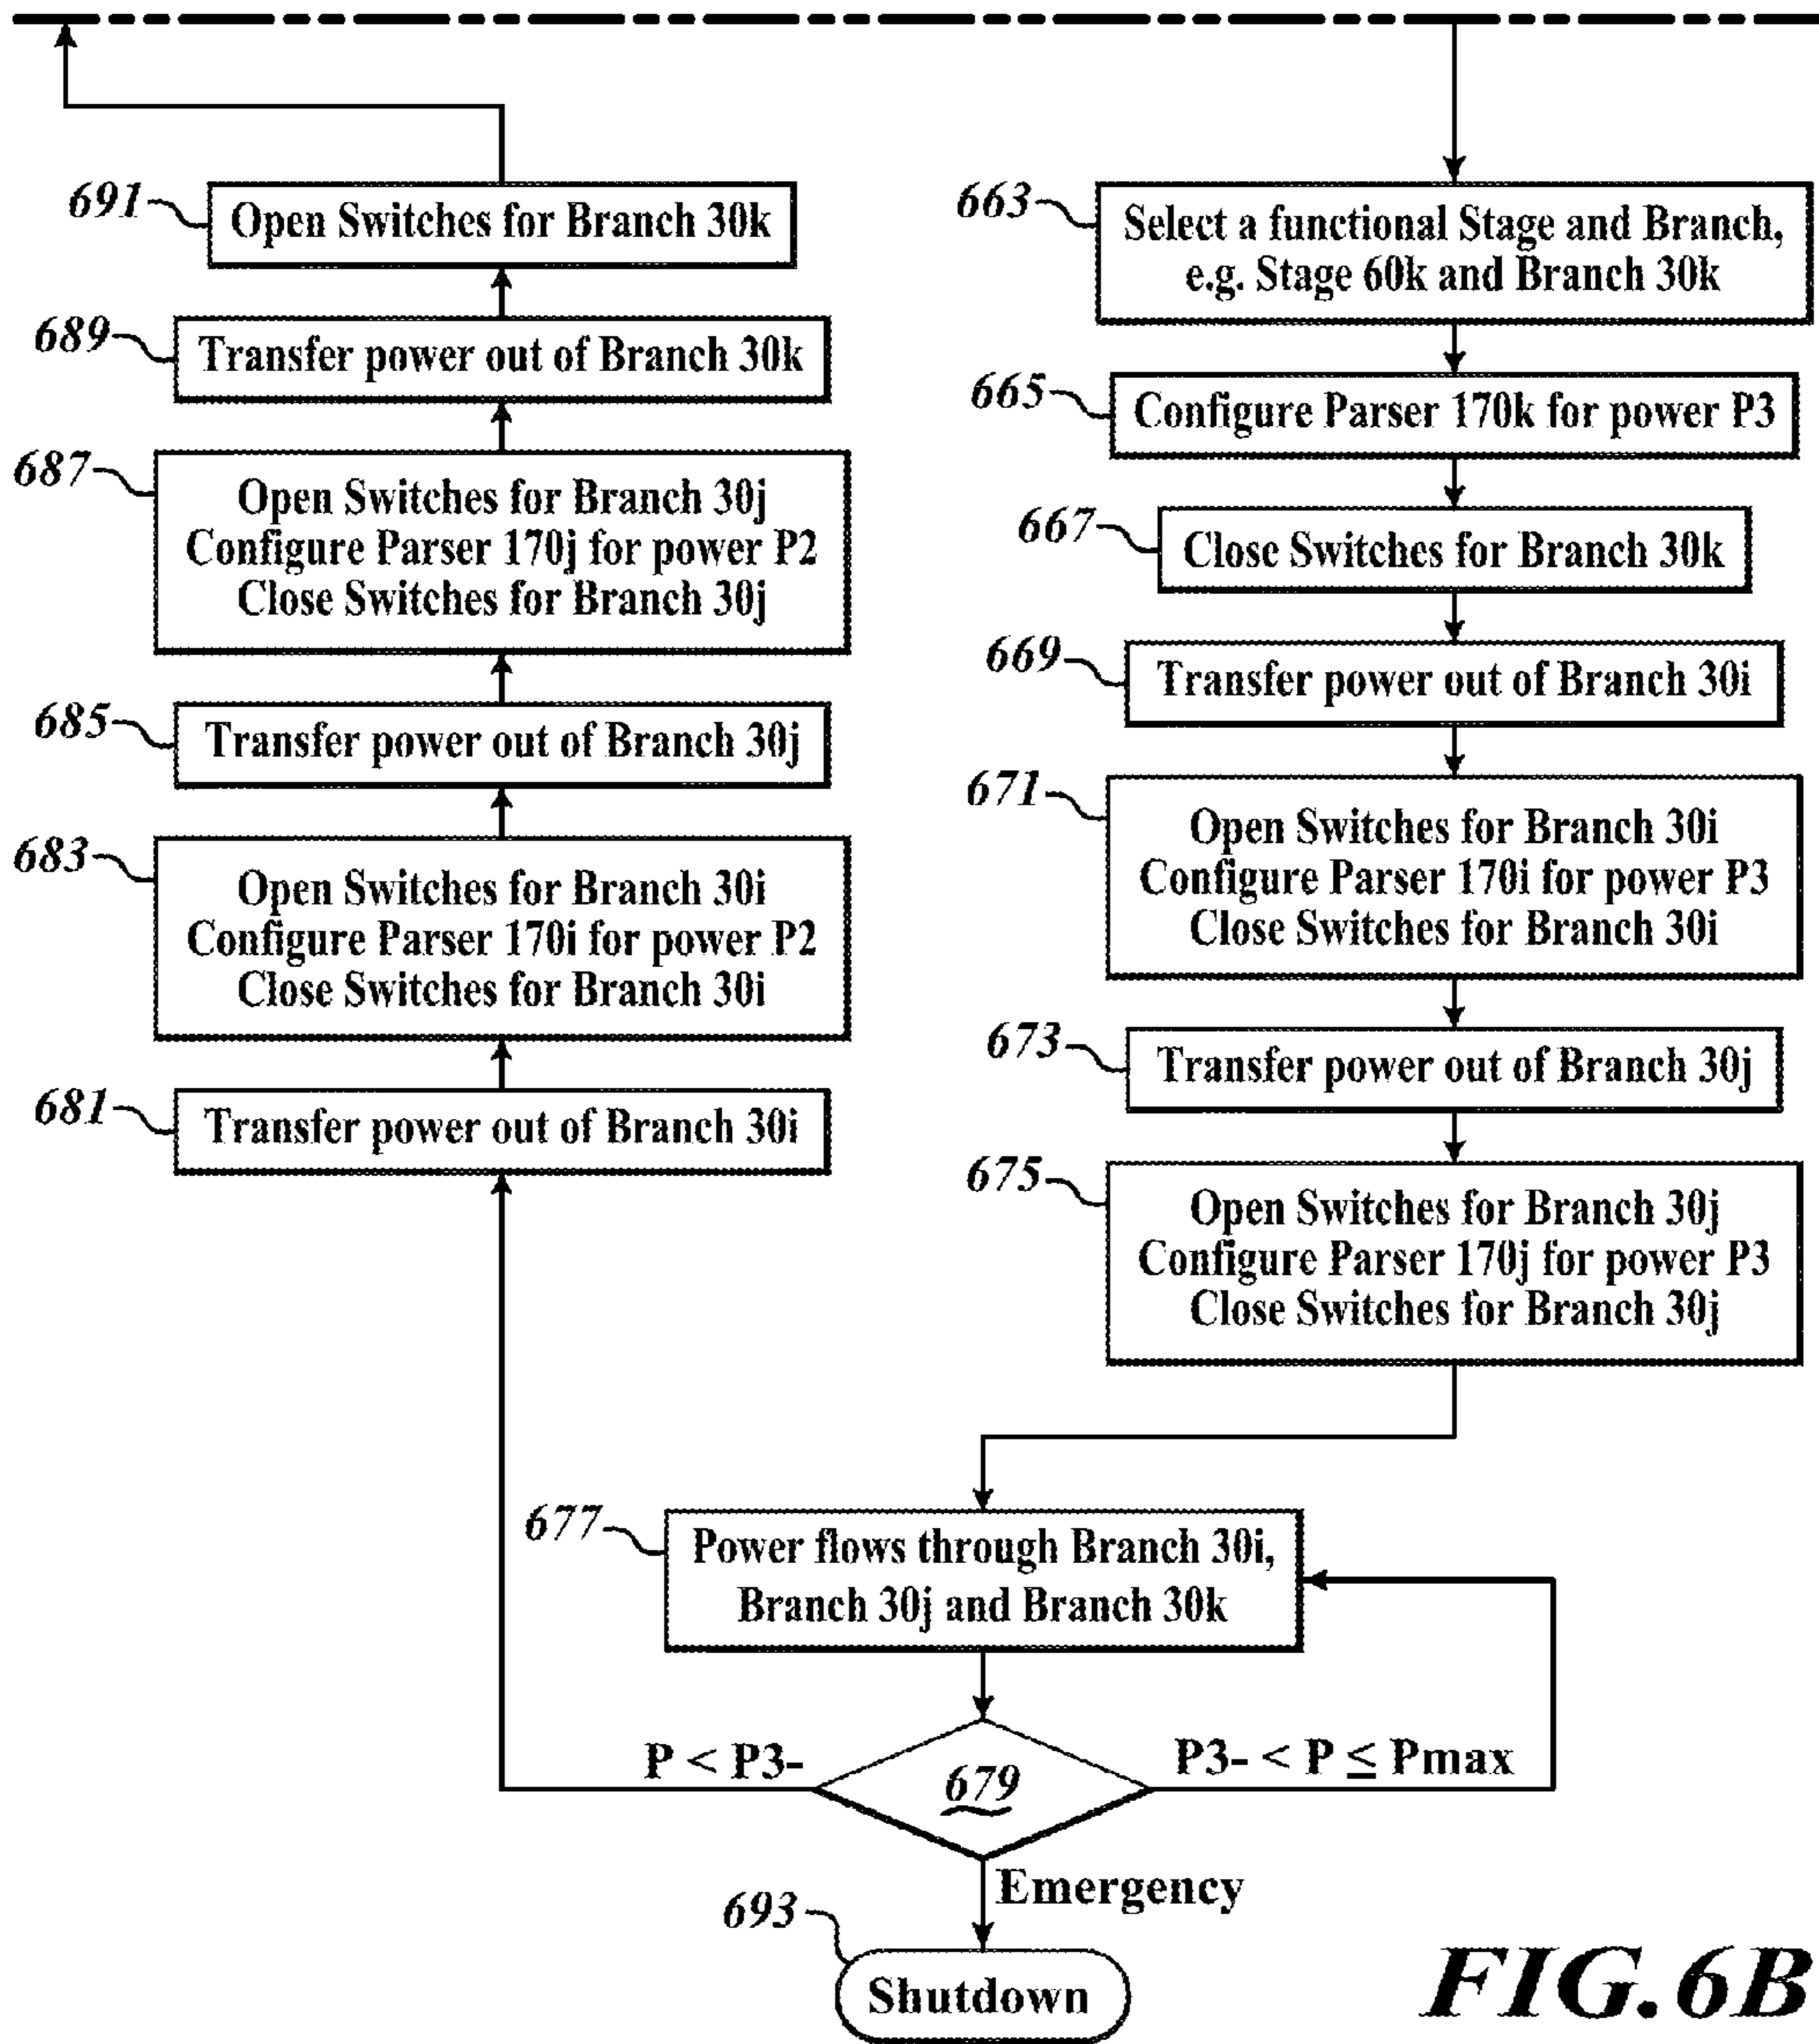 691
Open Switches for Branch 30k
689
Transfer power out of Branch 30k
687
Open Switches for Branch 30j
Configure Parser 170j for power P2
Close Switches for Branch 30j
685
Transfer power out of Branch 30j
683
Open Switches for Branch 30i
Configure Parser 170i for power P2
Close Switches for Branch 30i
681
Transfer power out of Branch 30i
663
Select a functional Stage and Branch,
e.g. Stage 60k and Branch 30k
665
Configure Parser 170k for power P3
667
Close Switches for Branch 30k
669
Transfer power out of Branch 30i
671
Open Switches for Branch 30i
Configure Parser 170i for power P3
Close Switches for Branch 30i
673
Transfer power out of Branch 30j
675
Open Switches for Branch 30j
Configure Parser 170j for power P3
Close Switches for Branch 30j
677
Power flows through Branch 30i,
Branch 30j and Branch 30k
P < P3-
679
P3- < P ≤ Pmax
Emergency
693
Shutdown
FIG.6B